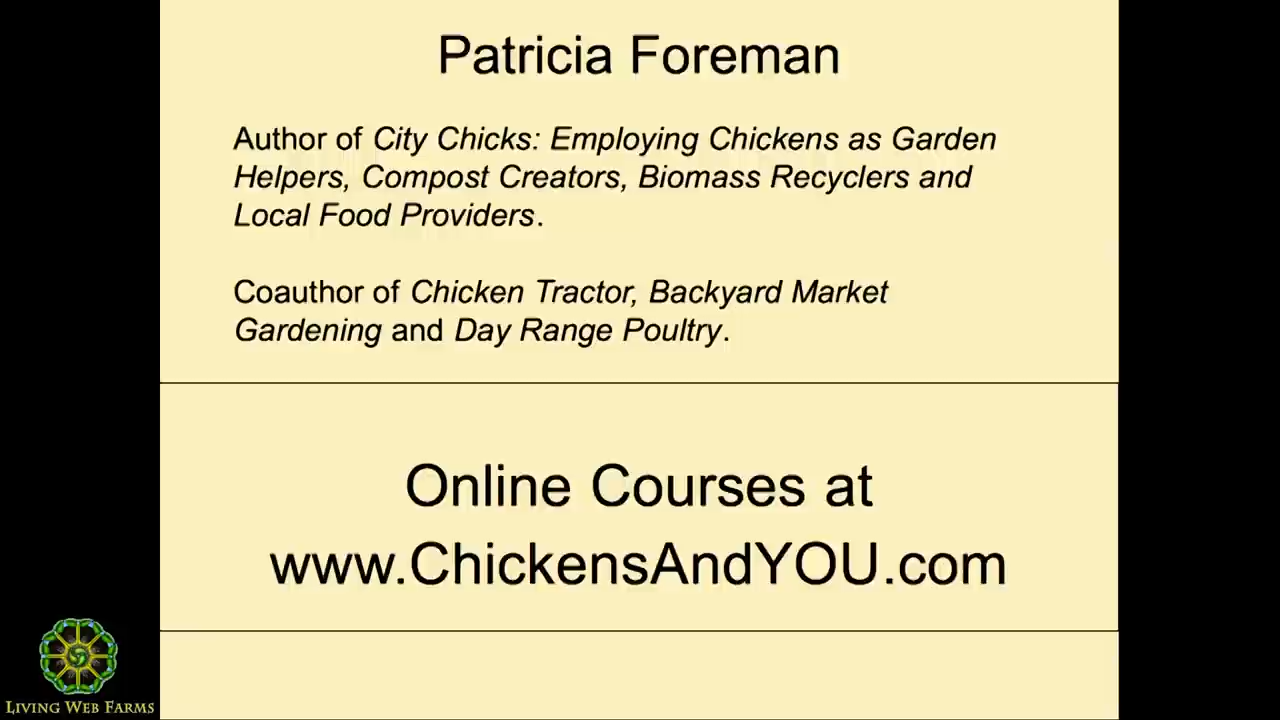 Patricia Foreman
Author of City Chicks: Employing Chickens as Garden
Helpers, Compost Creators, Biomass Recyclers and
Local Food Providers.
Coauthor of Chicken Tractor, Backyard Market
Gardening and Day Range Poultry.
Online Courses at
www.ChickensAndYOU.com
LIVING WEB FARMS